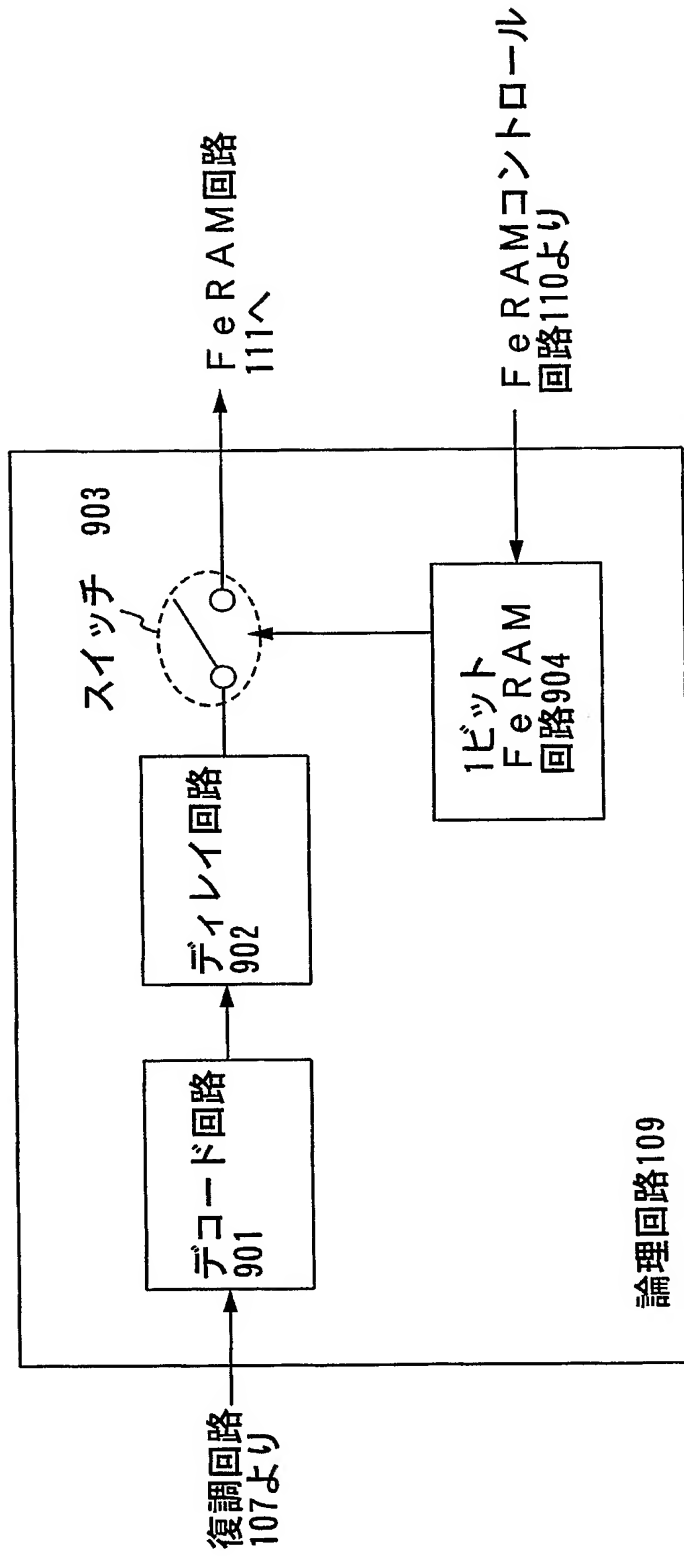 復調回路
107より
デコード回路
901
ディレイ回路
902
スイッチ 903
FeRAM回路
111へ
1ビット
FeRAM
回路904
FeRAMコントロール
回路110より
論理回路109